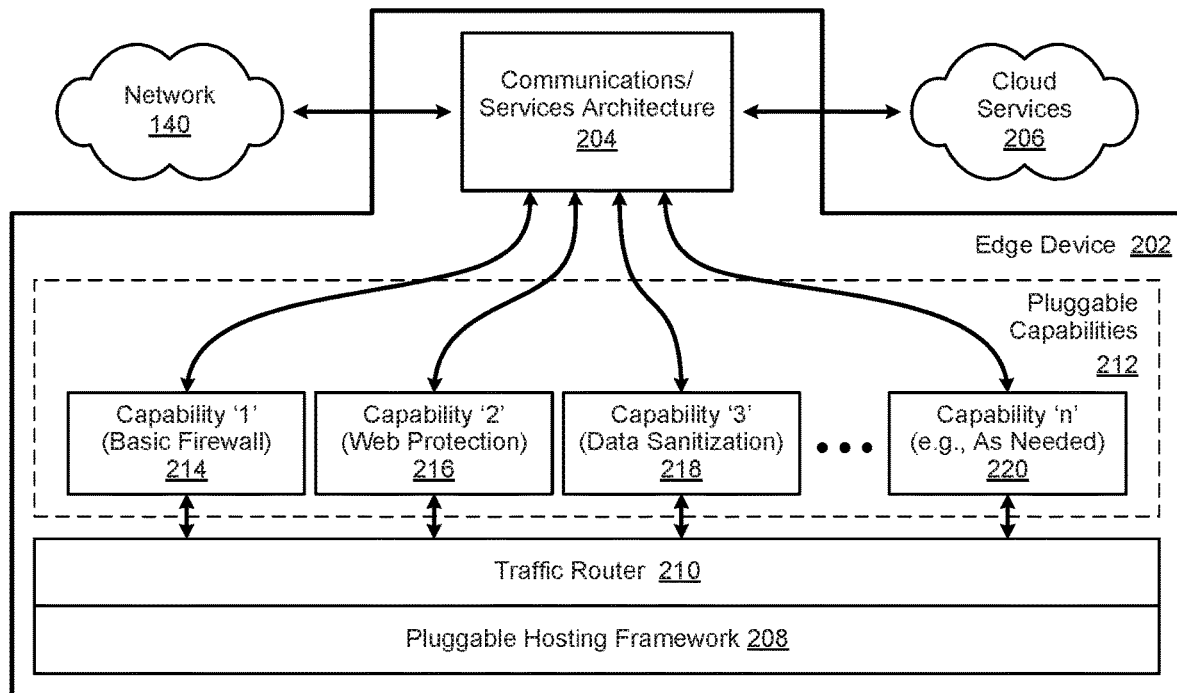 Network
140
Communications/
Services Architecture
204
Cloud
Services
206
Edge Device 202
Pluggable
Capabilities
212
Capability ‘1’
(Basic Firewall)
214
Capability ‘2’
(Web Protection)
216
Capability ‘3’
(Data Sanitization)
218
Capability ‘n’
(e.g., As Needed)
220
Traffic Router 210
Pluggable Hosting Framework 208